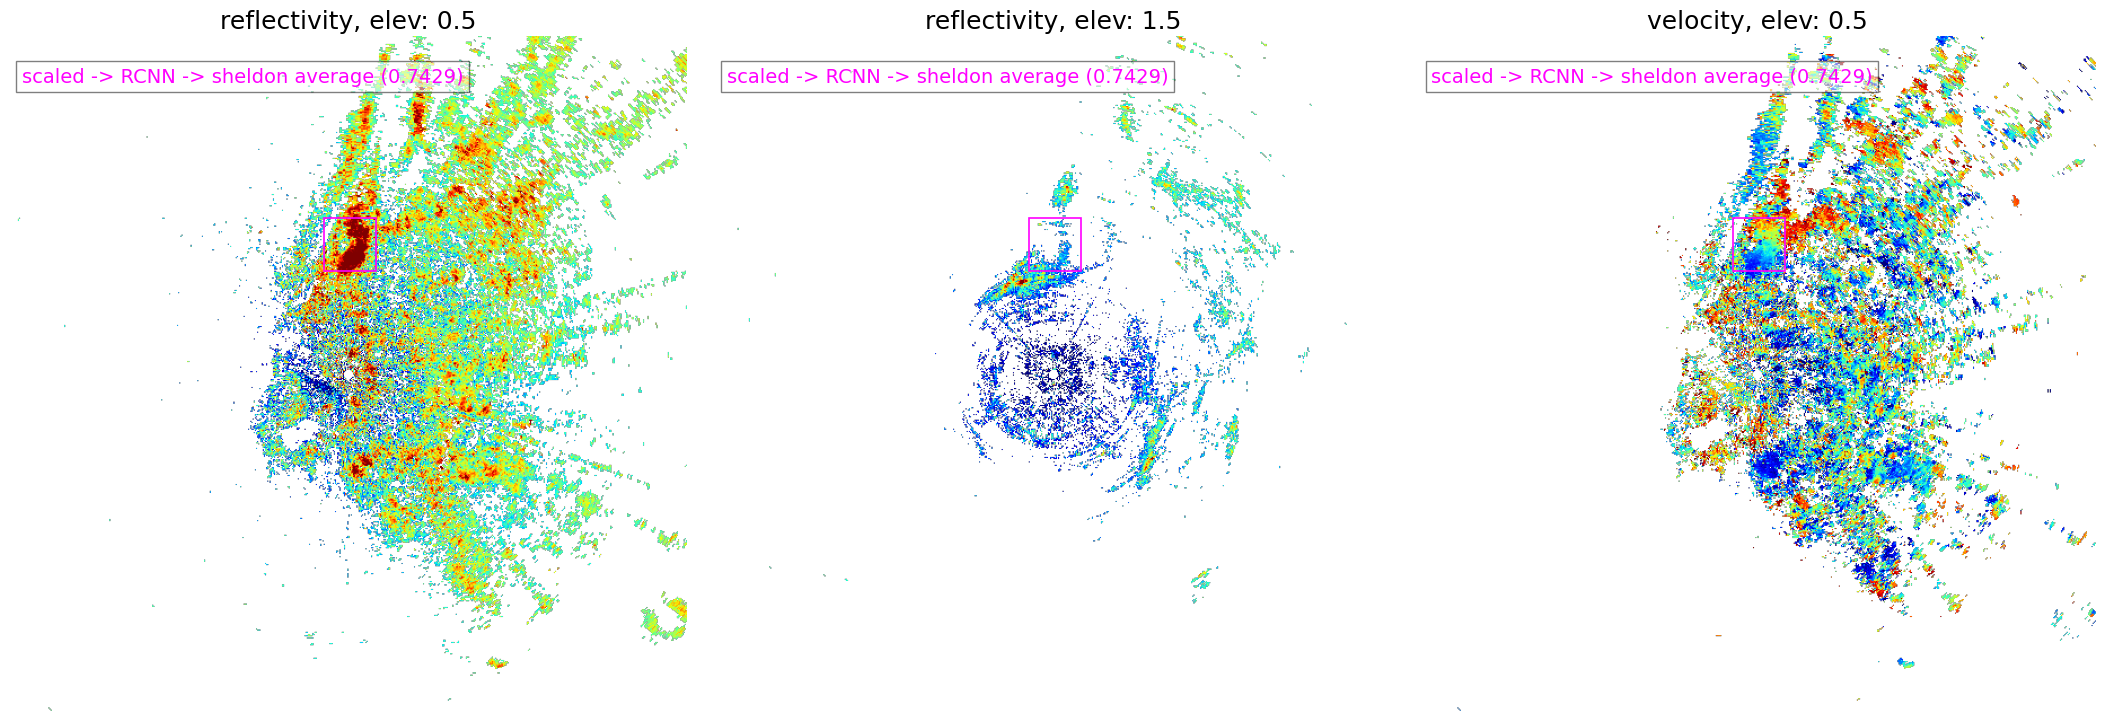 reflectivity, elev: 0.5
scaled -> RCNN -> sheldon average (0.7429)
reflectivity, elev: 1.5
scaled -> RCNN -> sheldon average (0.7429)
velocity, elev: 0.5
scaled -> RCNN -> sheldon average (0.7429)